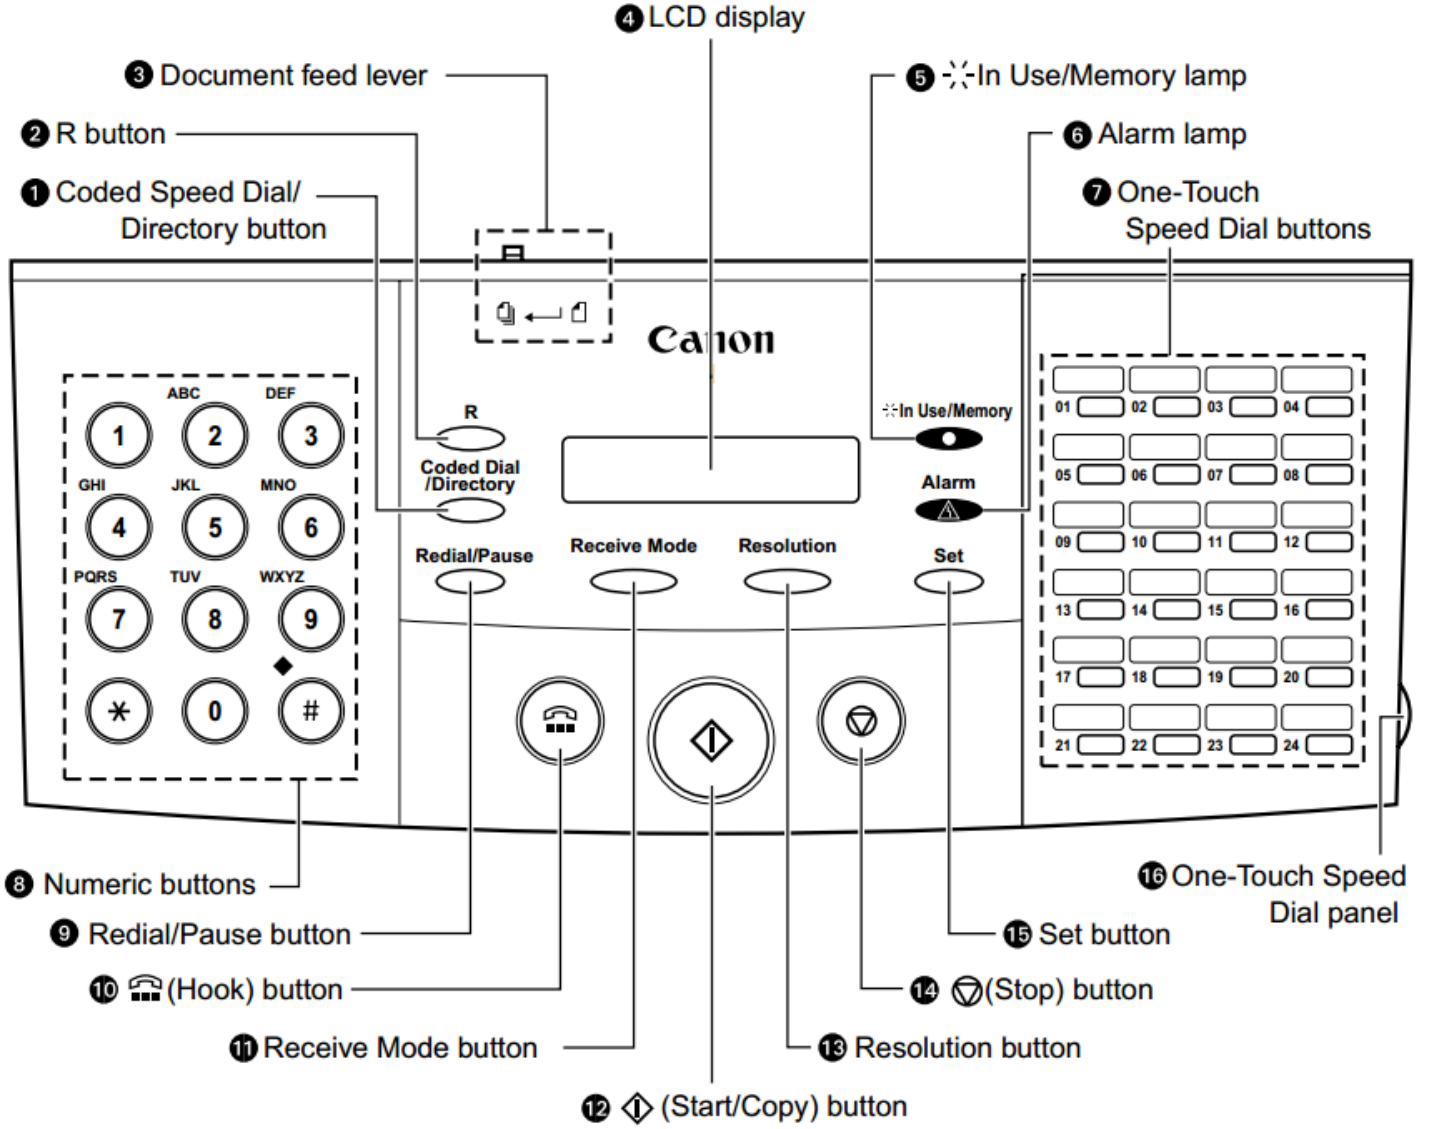 4 LCD display
3 Document feed lever
5 In Use/Memory lamp
2 R button
6 Alarm lamp
1 Coded Speed Dial/
Directory button
7 One-Touch
Speed Dial buttons
Canon
ABC DEF
1 2 3
GHI JKL MNO
4 5 6
PQRS TUV WXYZ
7 8 9
* 0 #
R
Coded Dial
/Directory
Redial/Pause
Receive Mode
Resolution
In Use/Memory
Alarm
Set
01 02 03 04
05 06 07 08
09 10 11 12
13 14 15 16
17 18 19 20
21 22 23 24
8 Numeric buttons
16 One-Touch Speed
Dial panel
9 Redial/Pause button
15 Set button
10 (Hook) button
14 (Stop) button
11 Receive Mode button
13 Resolution button
12 (Start/Copy) button